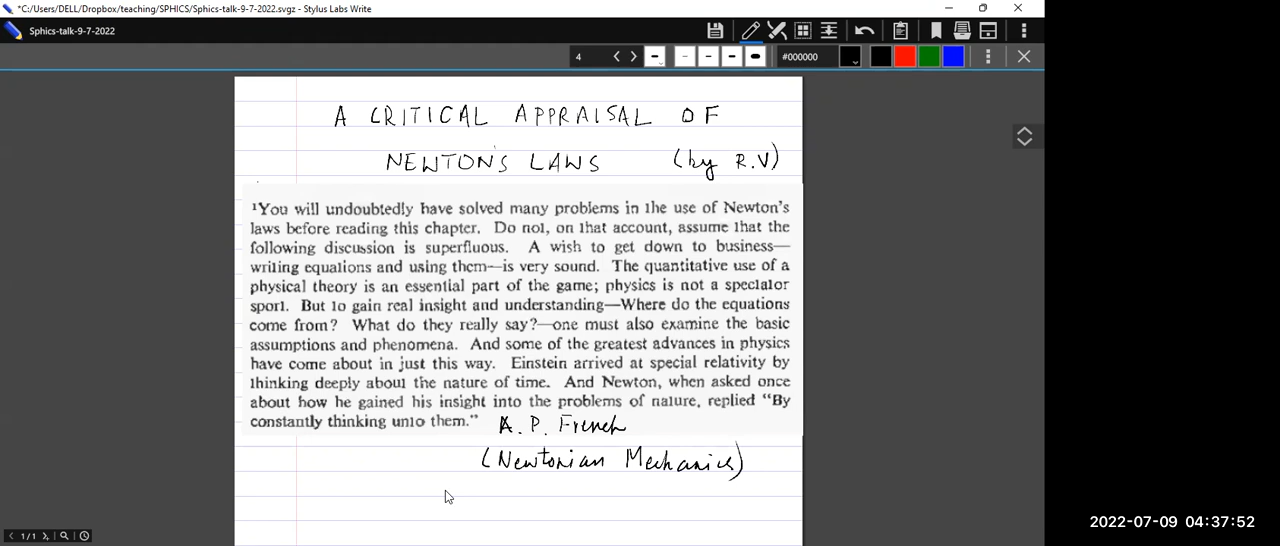 *C:/Users/DELL/Dropbox/teaching/SPHICS/Sphics-talk-9-7-2022.svgz - Stylus Labs Write
Sphics-talk-9-7-2022
4
#000000
A CRITICAL APPRAISAL OF
NEWTON'S LAWS (by R.V)
¹You will undoubtedly have solved many problems in the use of Newton's
laws before reading this chapter. Do not, on that account, assume that the
following discussion is superfluous. A wish to get down to business—
writing equations and using them—is very sound. The quantitative use of a
physical theory is an essential part of the game; physics is not a spectator
sport. But to gain real insight and understanding—Where do the equations
come from? What do they really say?—one must also examine the basic
assumptions and phenomena. And some of the greatest advances in physics
have come about in just this way. Einstein arrived at special relativity by
thinking deeply about the nature of time. And Newton, when asked once
about how he gained his insight into the problems of nature, replied "By
constantly thinking unto them." A. P. French
(Newtonian Mechanics)
1/1
2022-07-09 04:37:52